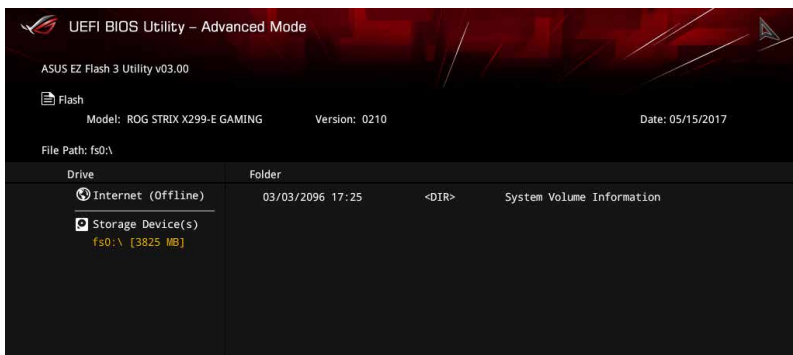 UEFI BIOS Utility – Advanced Mode
ASUS EZ Flash 3 Utility v03.00
Flash
Model: ROG STRIX X299-E GAMING Version: 0210 Date: 05/15/2017
File Path: fs0:\
Drive Folder
Internet (Offline) 03/03/2096 17:25 <DIR> System Volume Information
Storage Device(s)
fs0:\ [3825 MB]